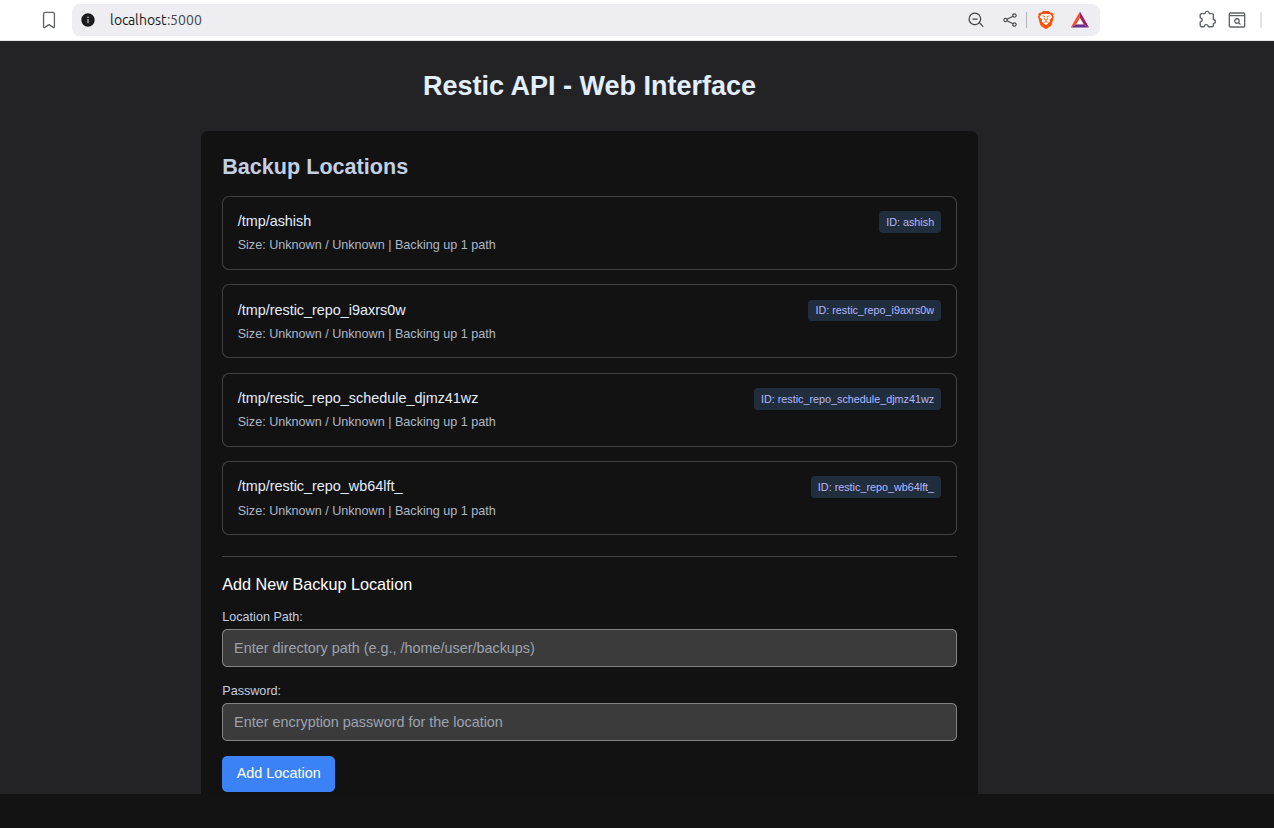 localhost:5000
Restic API - Web Interface
Backup Locations
/tmp/ashish
ID: ashish
Size: Unknown / Unknown | Backing up 1 path
/tmp/restic_repo_i9axrs0w
ID: restic_repo_i9axrs0w
Size: Unknown / Unknown | Backing up 1 path
/tmp/restic_repo_schedule_djmz41wz
ID: restic_repo_schedule_djmz41wz
Size: Unknown / Unknown | Backing up 1 path
/tmp/restic_repo_wb64lft_
ID: restic_repo_wb64lft_
Size: Unknown / Unknown | Backing up 1 path
Add New Backup Location
Location Path:
Enter directory path (e.g., /home/user/backups)
Password:
Enter encryption password for the location
Add Location